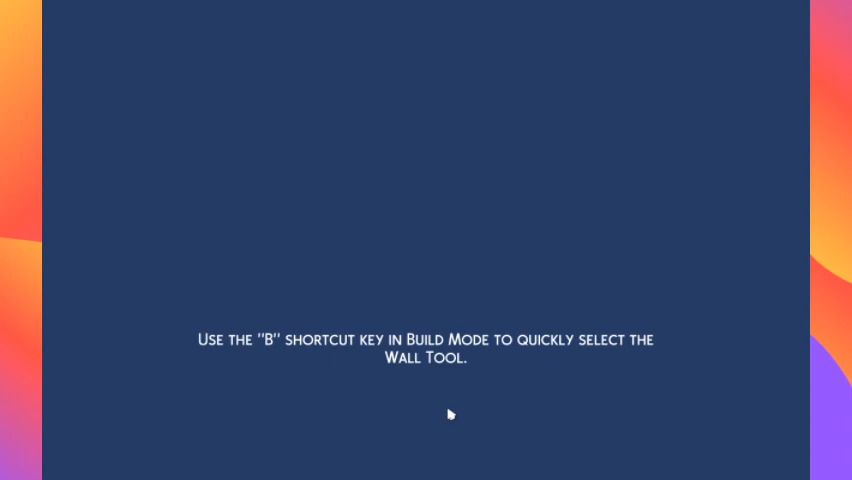 Use the "B" shortcut key in Build Mode to quickly select the
Wall Tool.